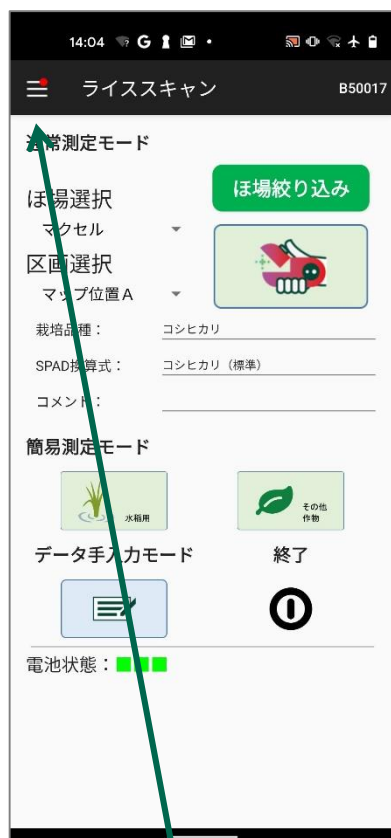 14:04
ライススキャン B50017
通常測定モード
ほ場選択 ほ場絞り込み
マクセル
区画選択
マップ位置A
栽培品種: コシヒカリ
SPAD換算式: コシヒカリ(標準)
コメント:
簡易測定モード
水稲用 その他
作物
データ手入力モード 終了
電池状態: